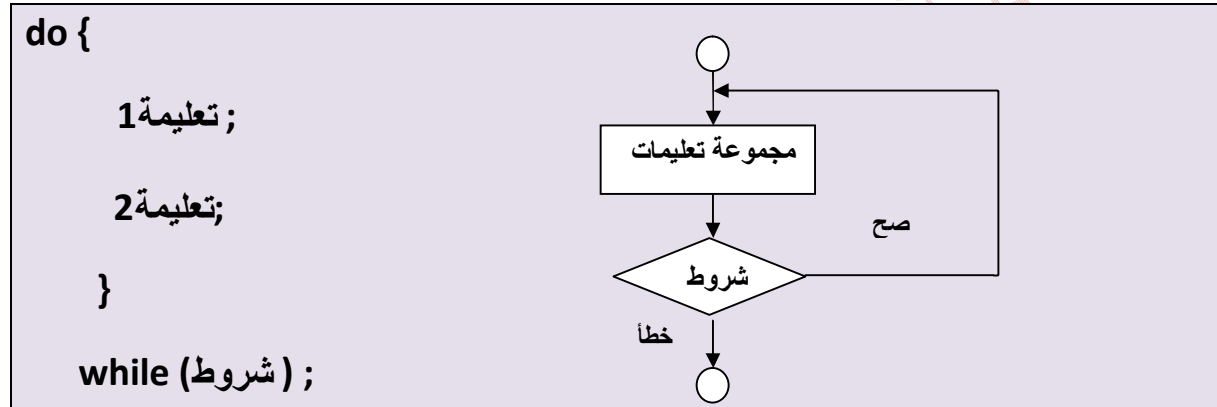 do {
تعليمة1 ;
تعليمة2;
}
while (شروط) ;
مجموعة تعليمات
شروط
صح
خطأ